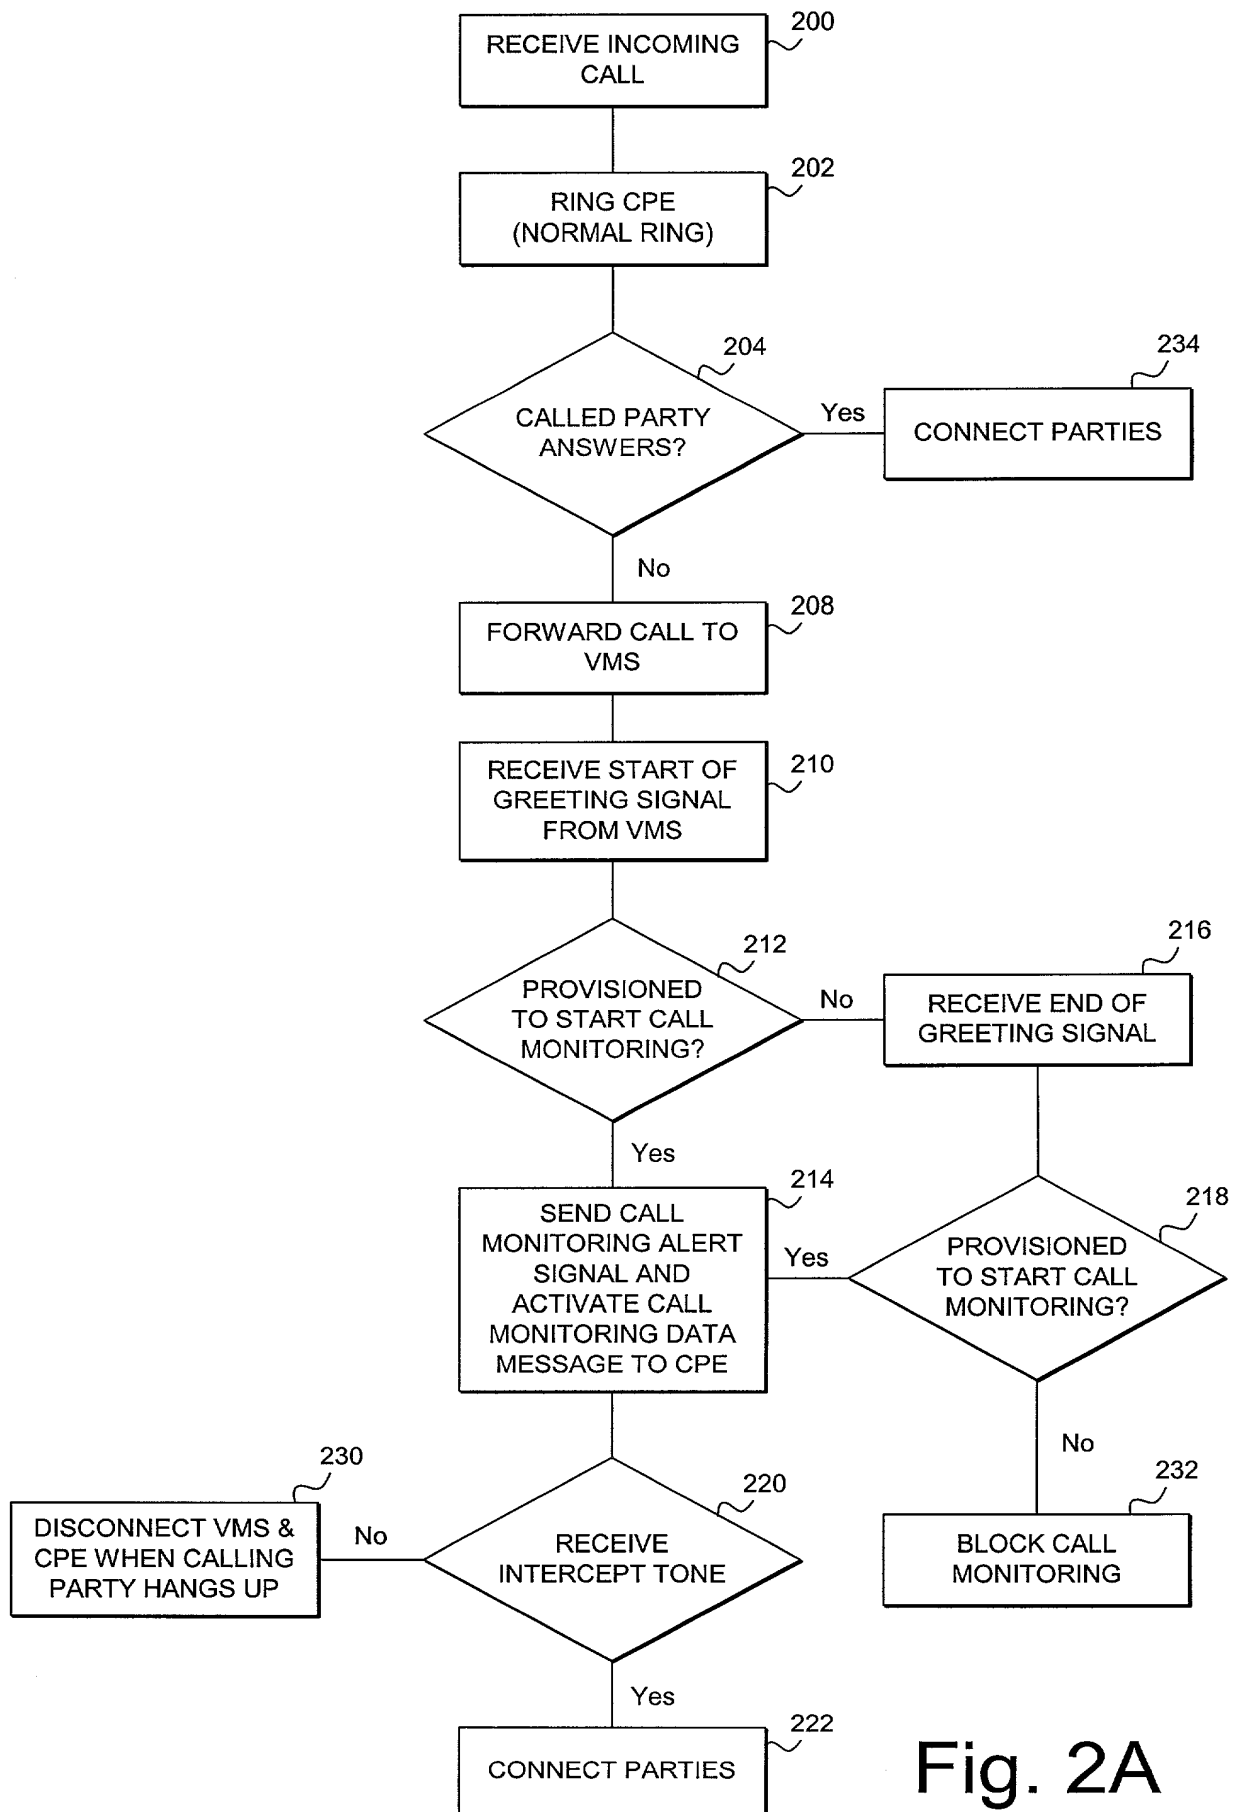 200
RECEIVE INCOMING
CALL
202
RING CPE
(NORMAL RING)
204
CALLED PARTY
ANSWERS?
Yes
234
CONNECT PARTIES
No
208
FORWARD CALL TO
VMS
210
RECEIVE START OF
GREETING SIGNAL
FROM VMS
212
PROVISIONED
TO START CALL
MONITORING?
No
216
RECEIVE END OF
GREETING SIGNAL
Yes
214
SEND CALL
MONITORING ALERT
SIGNAL AND
ACTIVATE CALL
MONITORING DATA
MESSAGE TO CPE
Yes
218
PROVISIONED
TO START CALL
MONITORING?
No
232
BLOCK CALL
MONITORING
220
RECEIVE
INTERCEPT TONE
No
230
DISCONNECT VMS &
CPE WHEN CALLING
PARTY HANGS UP
Yes
222
CONNECT PARTIES
Fig. 2A